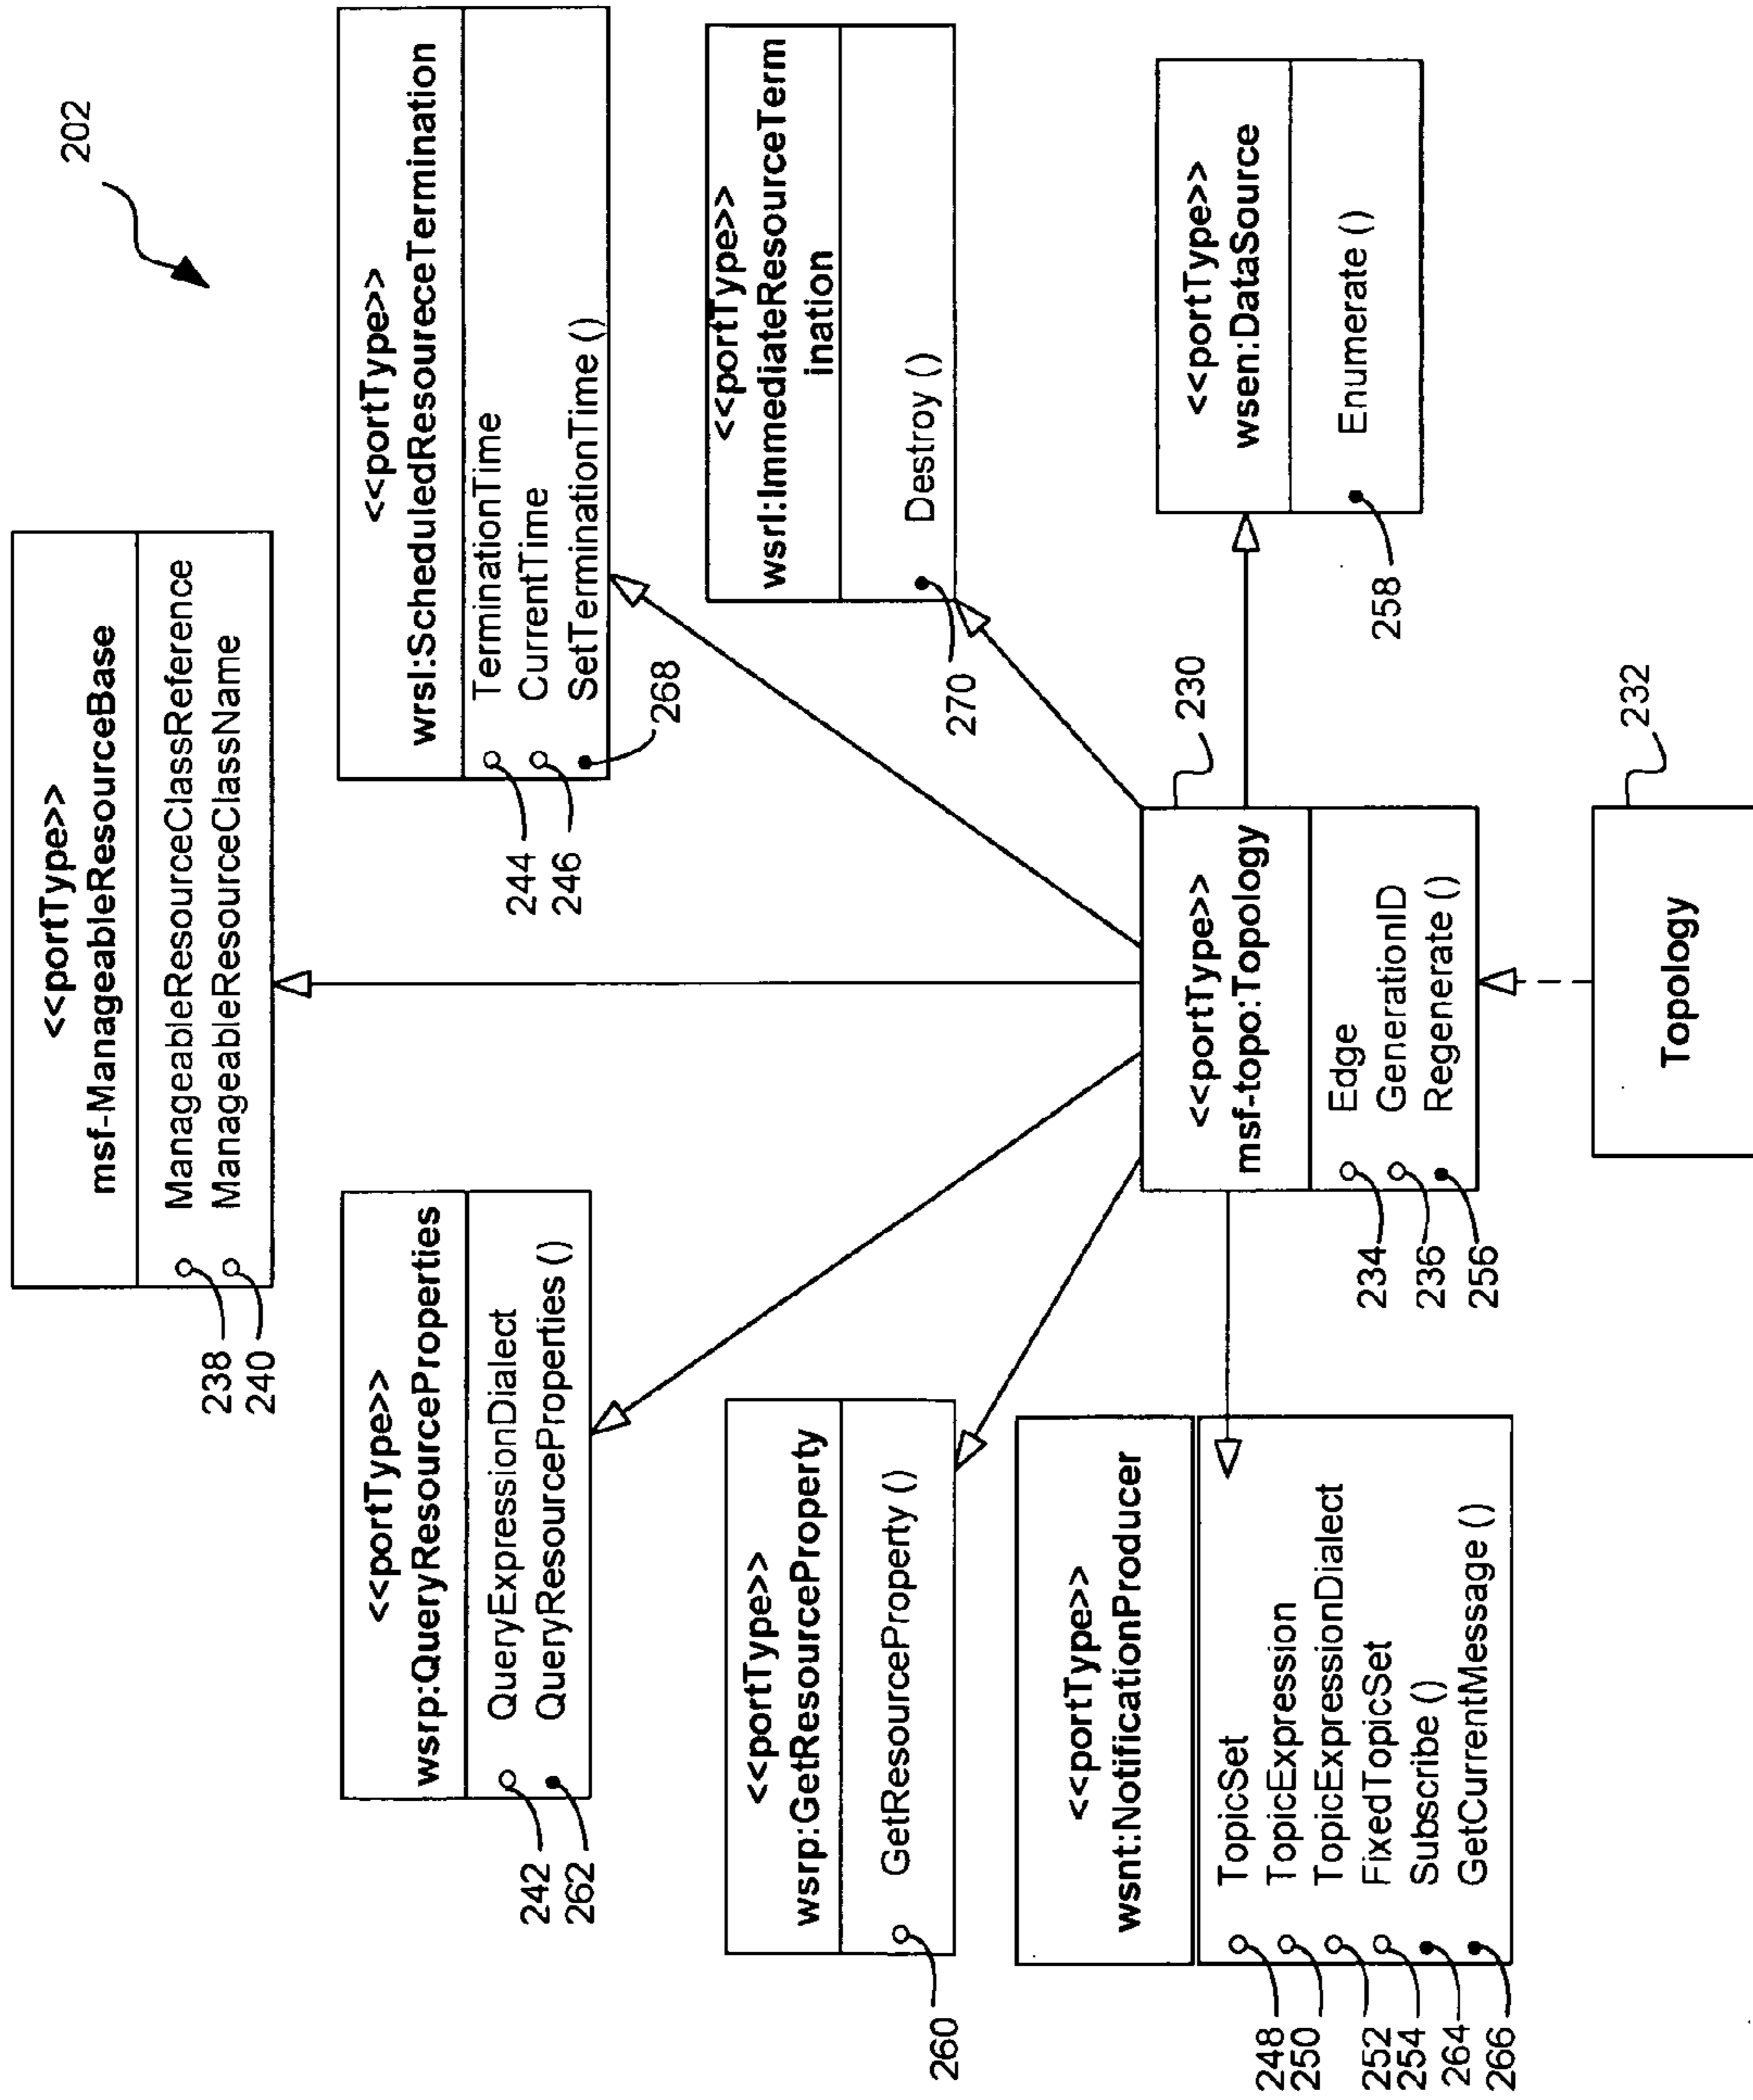 202
<<portType>>
msf-ManageableResourceBase
ManageableResourceClassReference
ManageableResourceClassName
238
240
<<portType>>
wsrp:QueryResourceProperties
QueryExpressionDialect
QueryResourceProperties ()
242
262
<<portType>>
wrsl:ScheduledResoureceTermination
TerminationTime
CurrentTime
SetTerminationTime ()
244
246
268
<<portType>>
wsrp:GetResourceProperty
GetResourceProperty ()
260
<<portType>>
wsrl:ImmediateResourceTerm
ination
Destroy ()
270
<<portType>>
wsnt:NotificationProducer
TopicSet
TopicExpression
TopicExpressionDialect
FixedTopicSet
Subscribe ()
GetCurrentMessage ()
248
250
252
254
264
266
<<portType>>
msf-topo:Topology
Edge
GenerationID
Regenerate ()
230
234
236
256
<<portType>>
wsen:DataSource
Enumerate ()
258
Topology
232